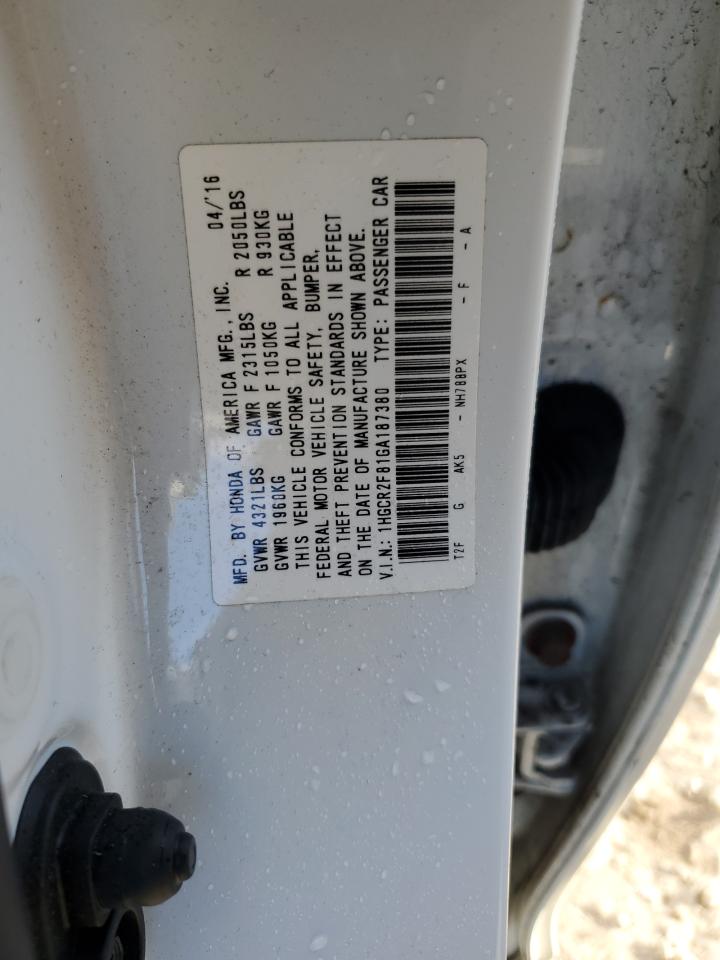 MFD. BY HONDA OF AMERICA MFG., INC. 04/'16
GVWR 4321LBS GAWR F 2315LBS R 2050LBS
GVWR 1960KG GAWR F 1050KG R 930KG
THIS VEHICLE CONFORMS TO ALL APPLICABLE
FEDERAL MOTOR VEHICLE SAFETY, BUMPER,
AND THEFT PREVENTION STANDARDS IN EFFECT
ON THE DATE OF MANUFACTURE SHOWN ABOVE.
V.I.N.: 1HGCR2F81GA187380 TYPE: PASSENGER CAR
T2F G AK5 - NH788PX - F - A